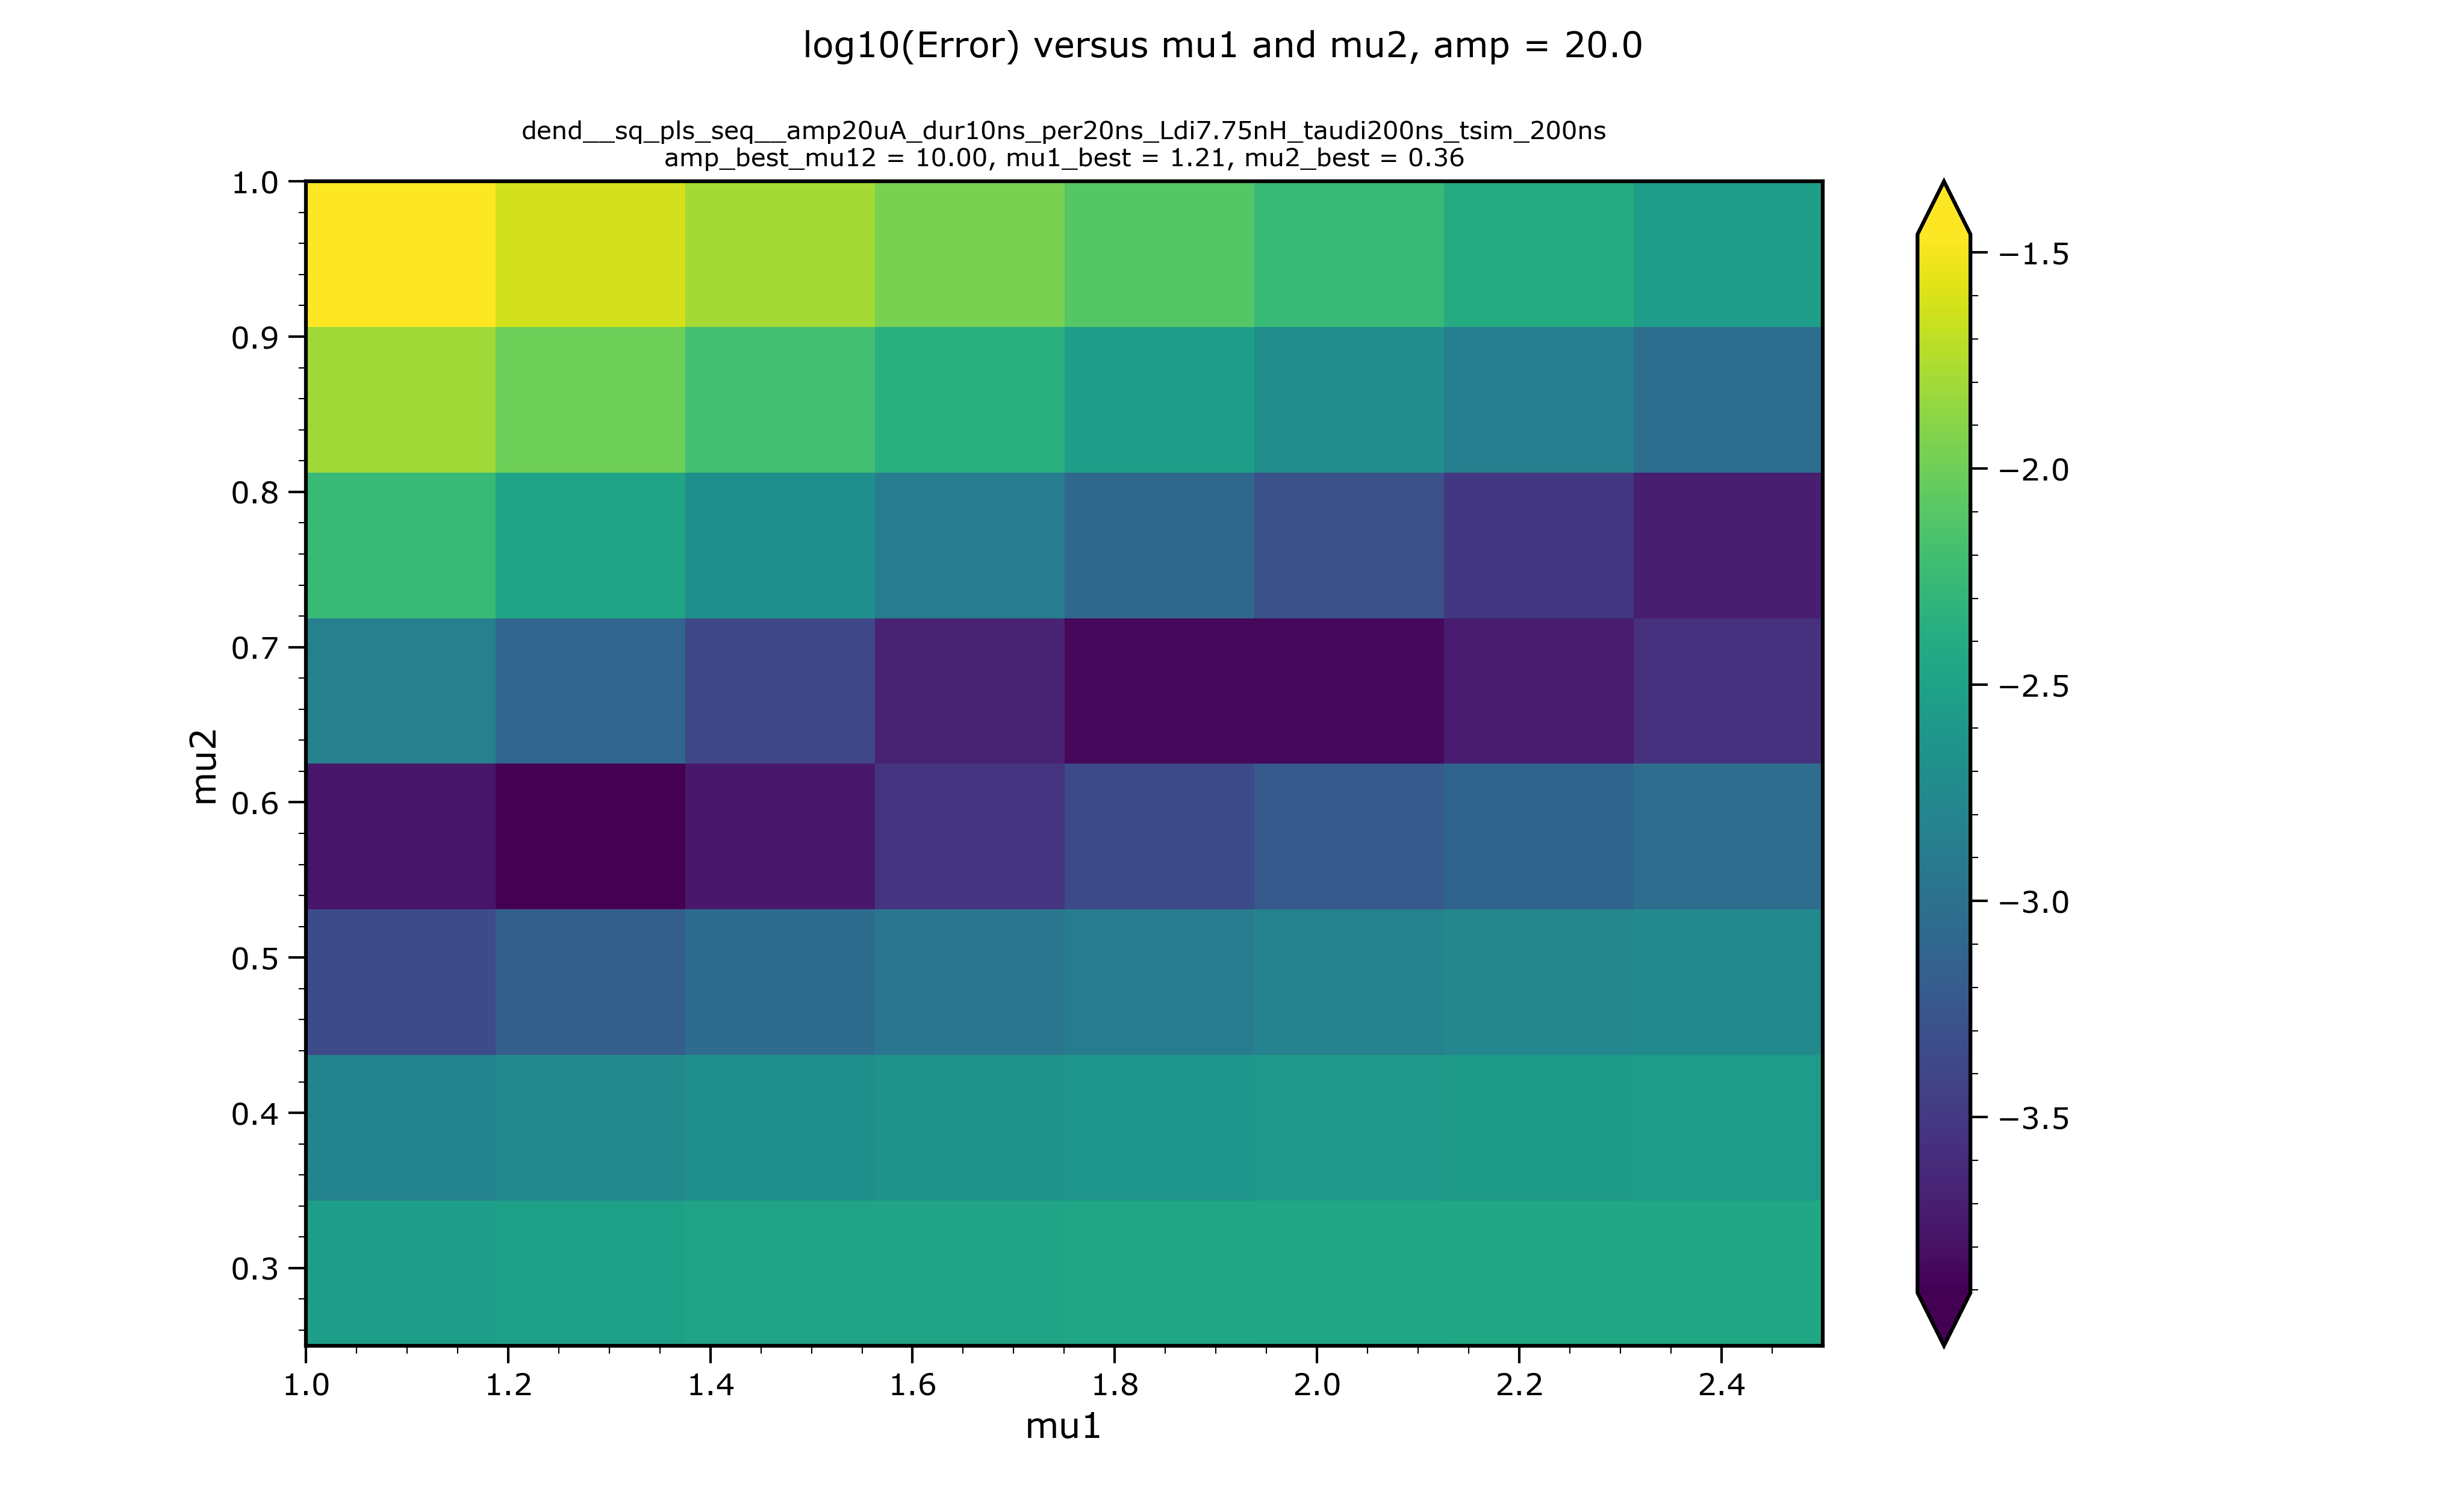 log10(Error) versus mu1 and mu2, amp = 20.0
dend__sq_pls_seq__amp20uA_dur10ns_per20ns_Ldi7.75nH_taudi200ns_tsim_200ns
amp_best_mu12 = 10.00, mu1_best = 1.21, mu2_best = 0.36
1.0
0.9
0.8
0.7
0.6
0.5
0.4
0.3
mu2
1.0 1.2 1.4 1.6 1.8 2.0 2.2 2.4
mu1
−1.5
−2.0
−2.5
−3.0
−3.5